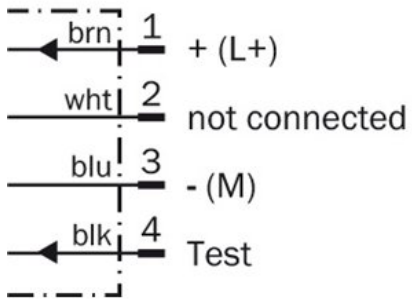 brn 1 + (L+)
wht 2 not connected
blu 3 - (M)
blk 4 Test